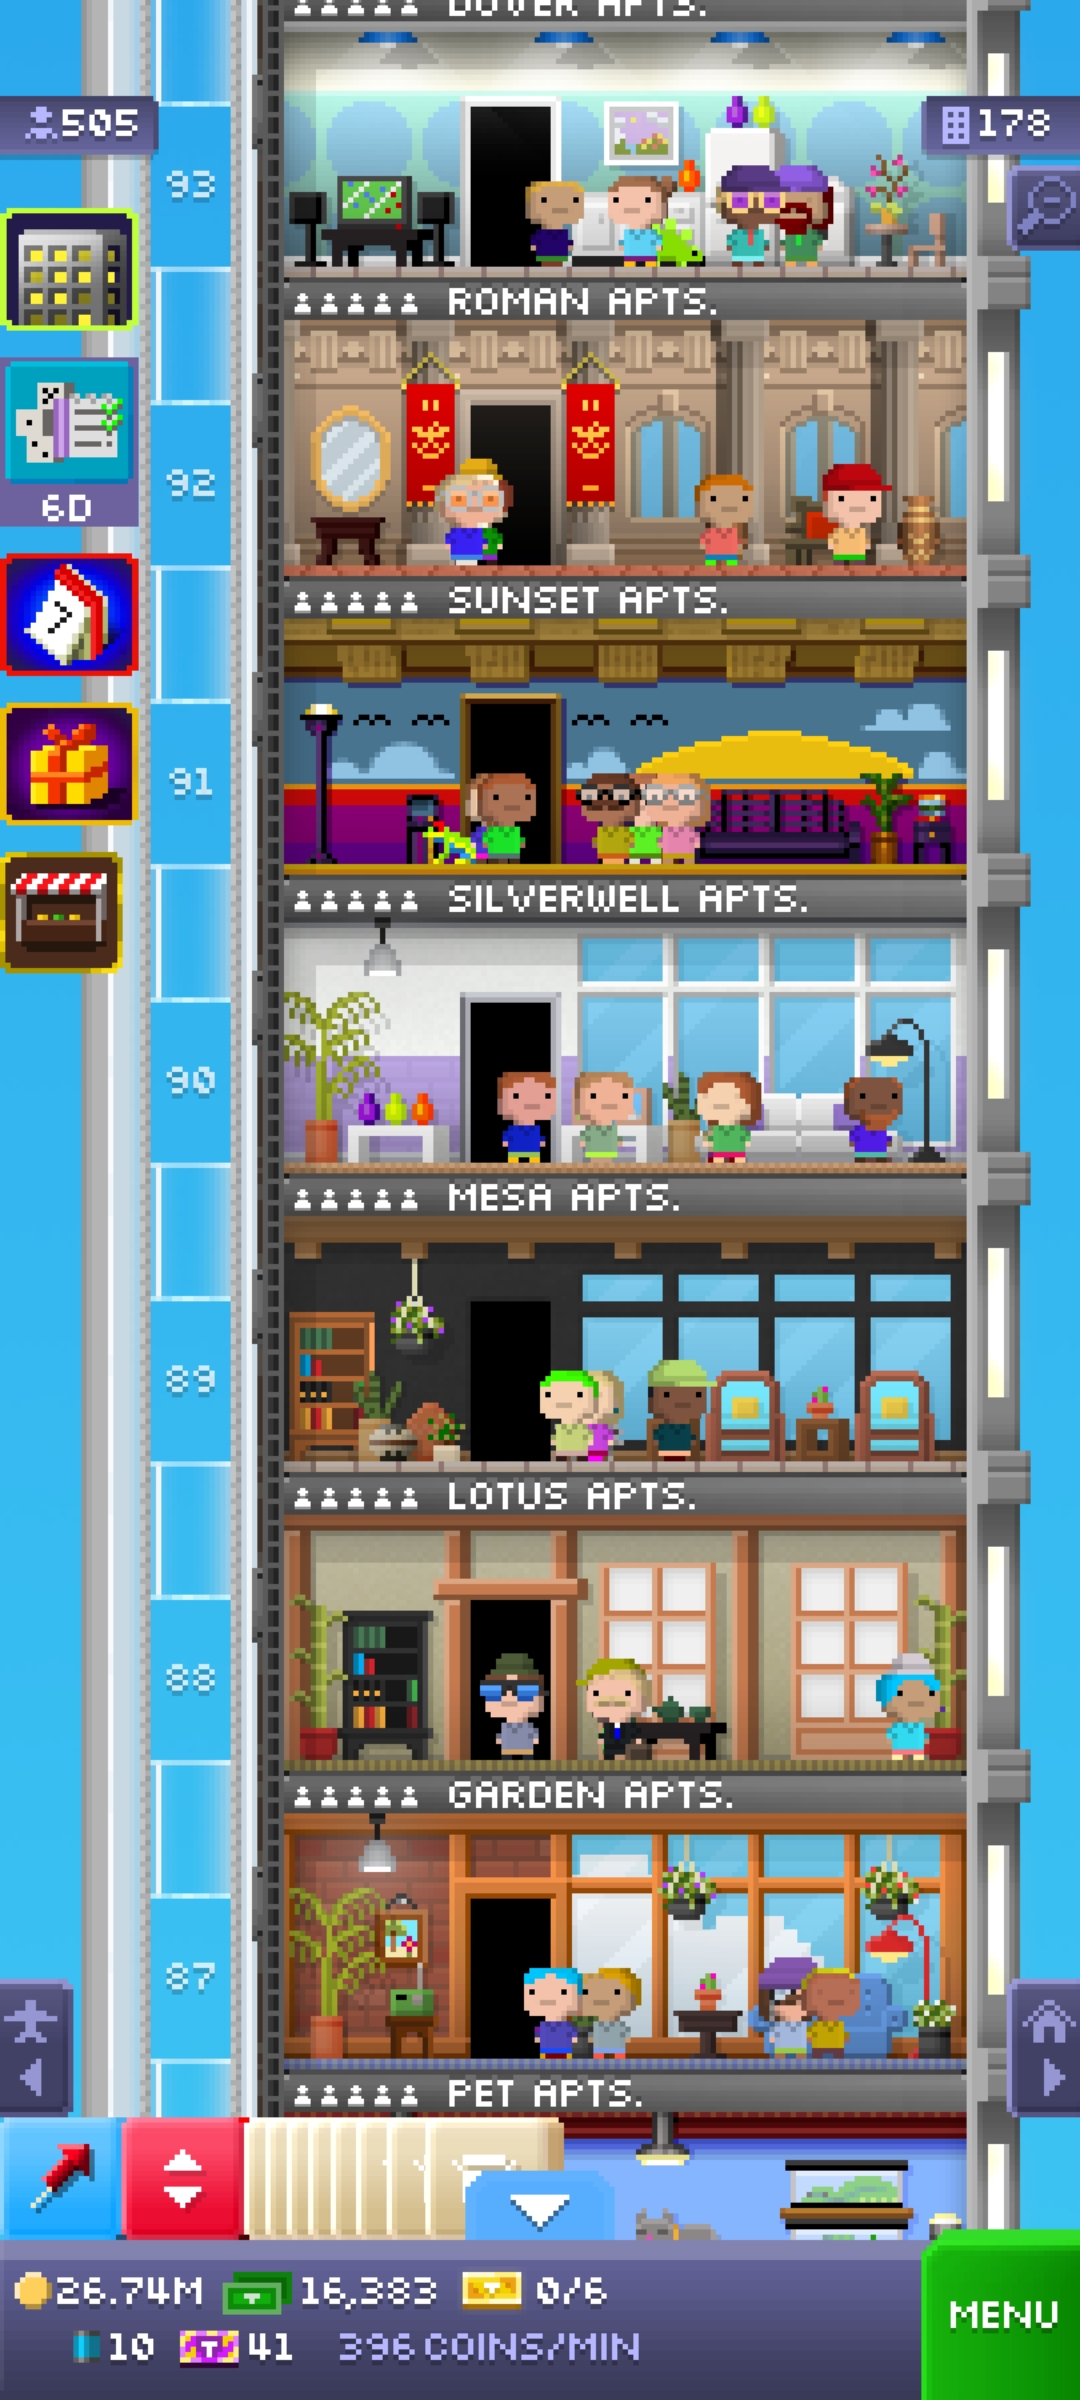 DOVER APTS.
505
178
93
ROMAN APTS.
92
6D
SUNSET APTS.
7
91
SILVERWELL APTS.
90
MESA APTS.
89
LOTUS APTS.
88
GARDEN APTS.
87
PET APTS.
26.74M 16,383 0/6
MENU
10 T 41 396 COINS/MIN